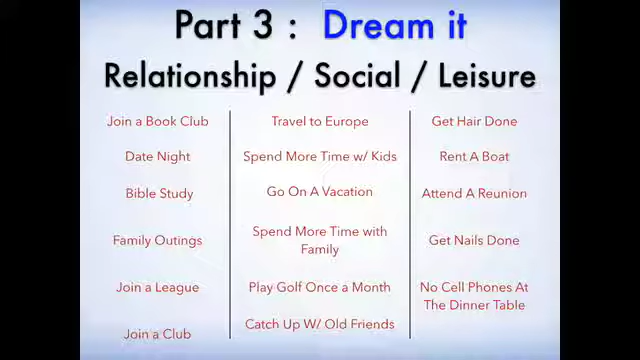 Part 3 : Dream it
Relationship / Social / Leisure
Join a Book Club
Date Night
Bible Study
Family Outings
Join a League
Join a Club
Travel to Europe
Spend More Time w/ Kids
Go On A Vacation
Spend More Time with
Family
Play Golf Once a Month
Catch Up W/ Old Friends
Get Hair Done
Rent A Boat
Attend A Reunion
Get Nails Done
No Cell Phones At
The Dinner Table